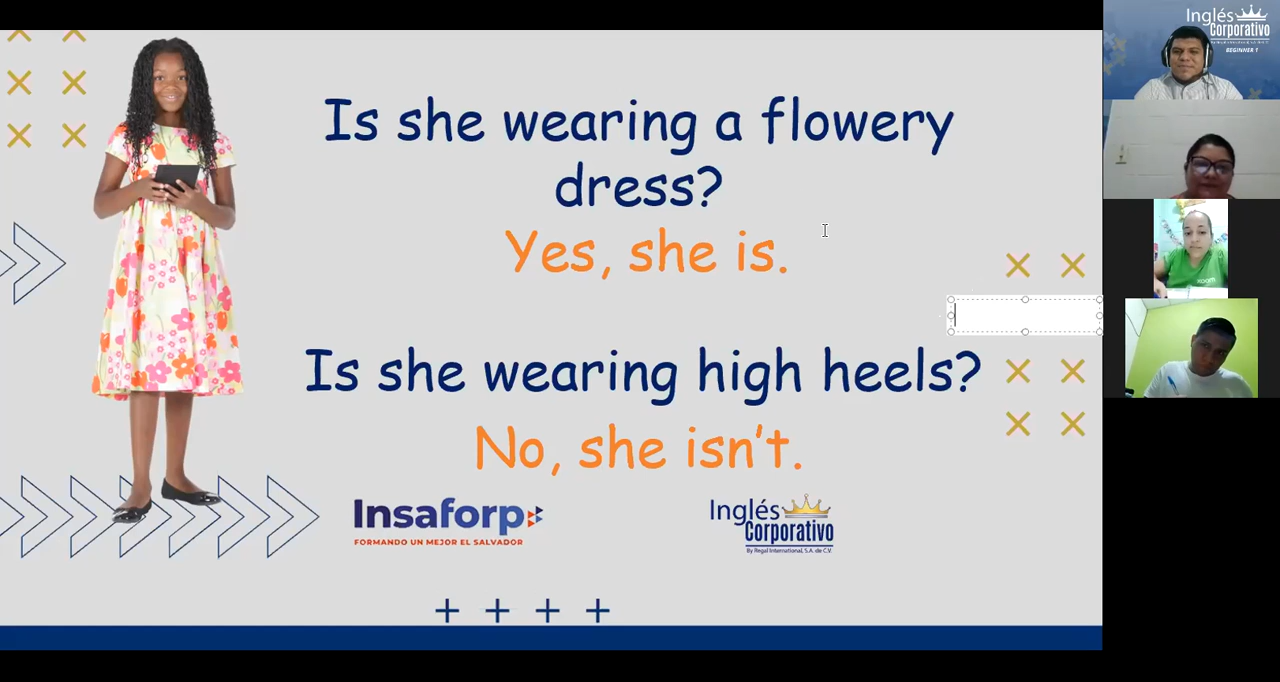 Is she wearing a flowery
dress?
Yes, she is.
Is she wearing high heels?
No, she isn't.
Insaforp
FORMANDO UN MEJOR EL SALVADOR
Inglés
Corporativo
By Regal International, S.A. de C.V.
Inglés
Corporativo
BEGINNER 1